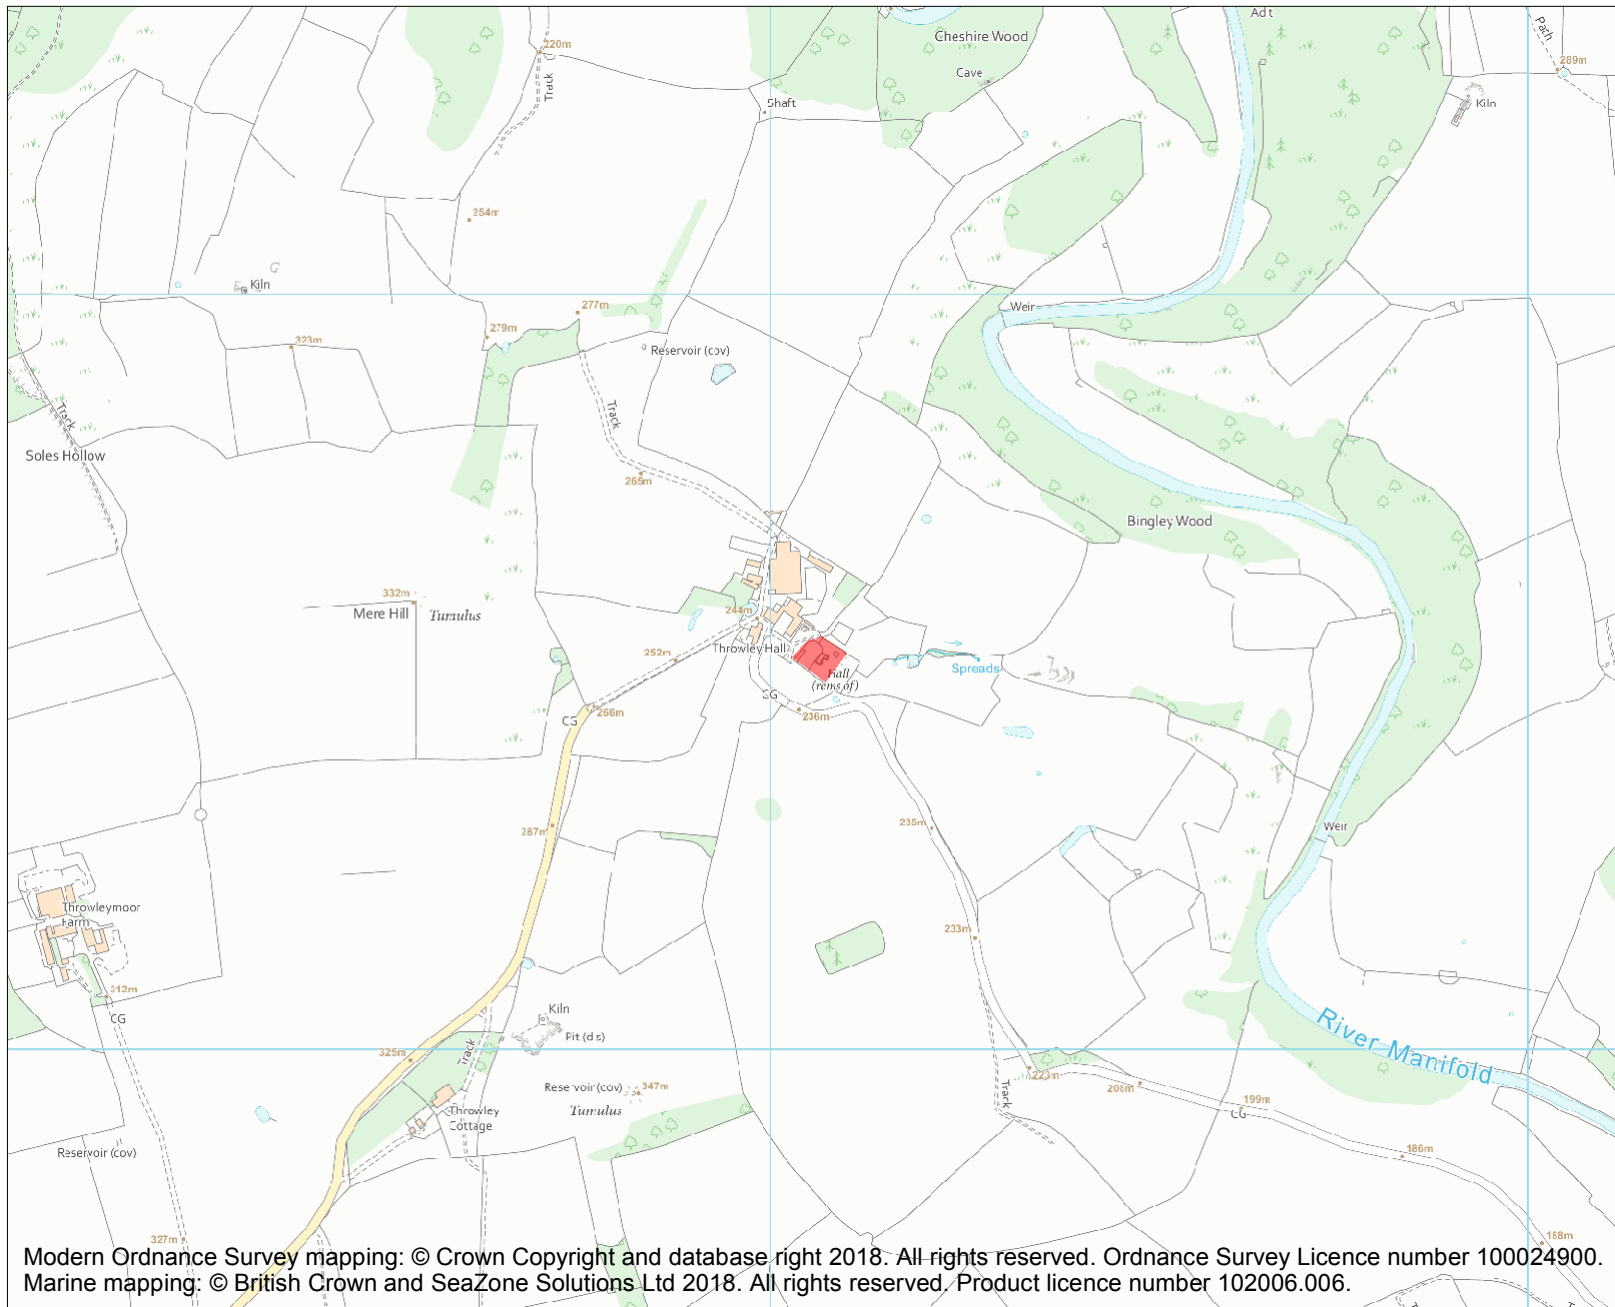 Adit
Cheshire Wood
Path
220m
289m
Cave
Track
Shaft
Kiln
254m
Kiln
277m
Weir
279m
323m
Reservoir (cov)
Track
Track
Soles Hollow
265m
Bingley Wood
332m
244m
Mere Hill
Tumulus
Throwley Hall
252m
Spreads
Hall
(rems of)
CG
266m
CG
236m
235m
Weir
287m
Throwleymoor
Farm
233m
312m
Kiln
CG
River Manifold
Pit (dis)
325m
Track
223m
Reservoir (cov)
347m
208m
Track
199m
Tumulus
Throwley
Cottage
CG
186m
Reservoir (cov)
327m
168m
Modern Ordnance Survey mapping: © Crown Copyright and database right 2018. All rights reserved. Ordnance Survey Licence number 100024900.
Marine mapping: © British Crown and SeaZone Solutions Ltd 2018. All rights reserved. Product licence number 102006.006.